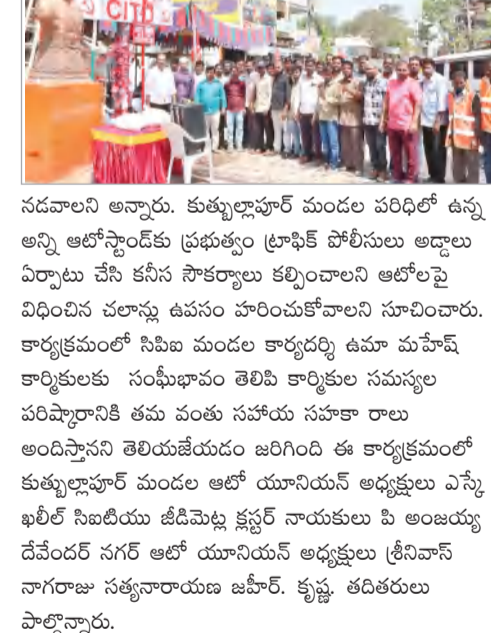 CITU
నడవాలని అన్నారు. కుత్బుల్లాపూర్ మండల పరిధిలో ఉన్న
అన్ని ఆటోస్టాండ్‌కు ప్రభుత్వం ట్రాఫిక్ పోలీసులు అడ్డాలు
ఏర్పాటు చేసి కనీస సౌకర్యాలు కల్పించాలని ఆటోలపై
విధించిన చలాన్లు ఉపసం హరించుకోవాలని సూచించారు.
కార్యక్రమంలో సిపిఐ మండల కార్యదర్శి ఉమా మహేష్
కార్మికులకు సంఘీభావం తెలిపి కార్మికుల సమస్యల
పరిష్కారానికి తమ వంతు సహాయ సహకా రాలు
అందిస్తానని తెలియజేయడం జరిగింది ఈ కార్యక్రమంలో
కుత్బుల్లాపూర్ మండల ఆటో యూనియన్ అధ్యక్షులు ఎస్కే
ఖలీల్ సిఐటియు జీడిమెట్ల క్లస్టర్ నాయకులు పి అంజయ్య
దేవేందర్ నగర్ ఆటో యూనియన్ అధ్యక్షులు శ్రీనివాస్
నాగరాజు సత్యనారాయణ జహీర్. కృష్ణ. తదితరులు
పాల్గొన్నారు.